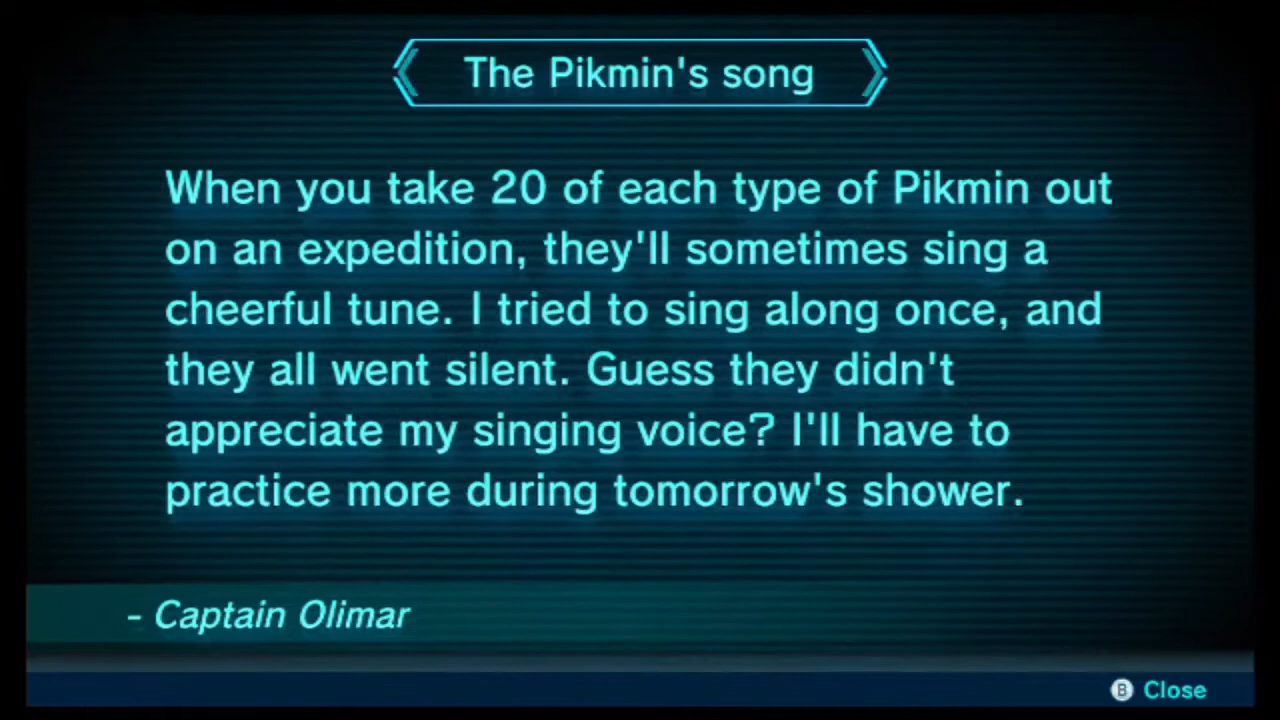 The Pikmin's song
When you take 20 of each type of Pikmin out
on an expedition, they'll sometimes sing a
cheerful tune. I tried to sing along once, and
they all went silent. Guess they didn't
appreciate my singing voice? I'll have to
practice more during tomorrow's shower.
- Captain Olimar
B Close